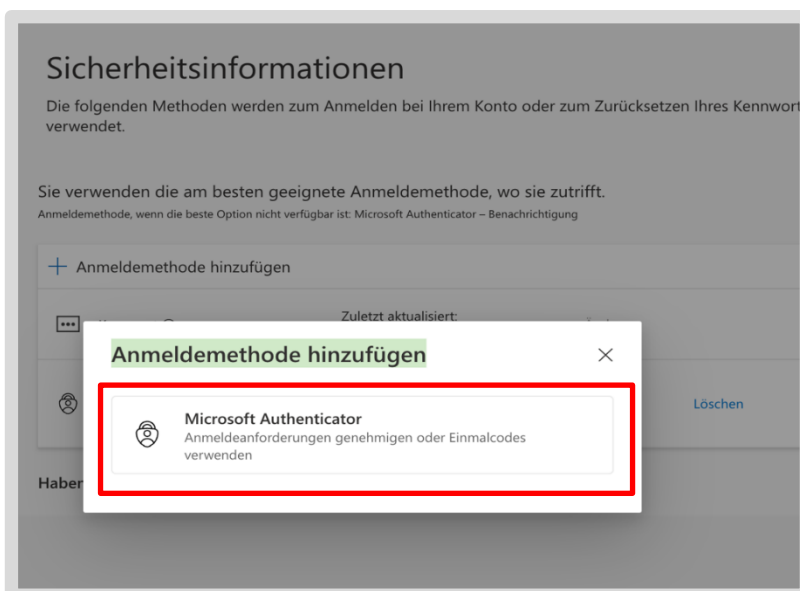 Sicherheitsinformationen
Die folgenden Methoden werden zum Anmelden bei Ihrem Konto oder zum Zurücksetzen Ihres Kennwort
verwendet.
Sie verwenden die am besten geeignete Anmeldemethode, wo sie zutrifft.
Anmeldemethode, wenn die beste Option nicht verfügbar ist: Microsoft Authenticator – Benachrichtigung
+ Anmeldemethode hinzufügen
Zuletzt aktualisiert:
Anmeldemethode hinzufügen
Microsoft Authenticator
Anmeldeanforderungen genehmigen oder Einmalcodes
verwenden
Löschen
Haben